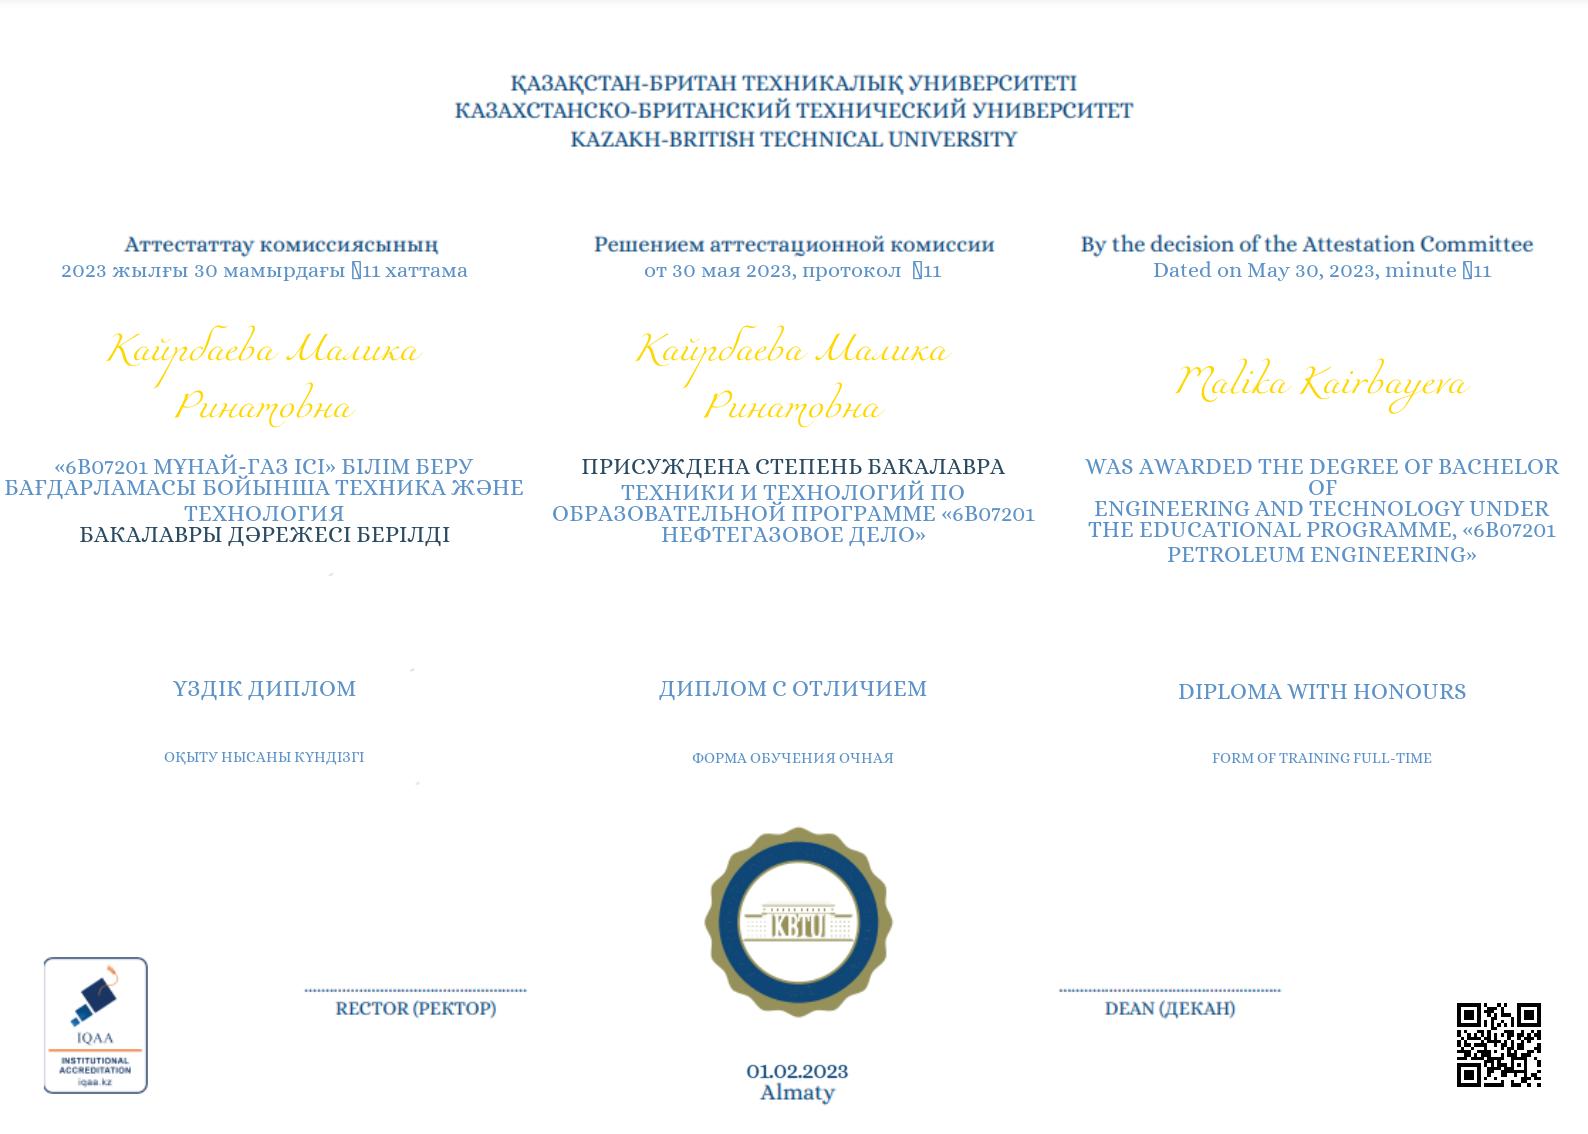 ҚАЗАҚСТАН-БРИТАН ТЕХНИКАЛЫҚ УНИВЕРСИТЕТІ
КАЗАХСТАНСКО-БРИТАНСКИЙ ТЕХНИЧЕСКИЙ УНИВЕРСИТЕТ
KAZAKH-BRITISH TECHNICAL UNIVERSITY
Аттестаттау комиссиясының
2023 жылғы 30 мамырдағы 11 хаттама
Кайрбаева Малика
Ринатовна
«6B07201 МҰНАЙ-ГАЗ ІСІ» БІЛІМ БЕРУ
БАҒДАРЛАМАСЫ БОЙЫНША ТЕХНИКА ЖӘНЕ
ТЕХНОЛОГИЯ
БАКАЛАВРЫ ДӘРЕЖЕСІ БЕРІЛДІ
ҮЗДІК ДИПЛОМ
ОҚЫТУ НЫСАНЫ КҮНДІЗГІ
Решением аттестационной комиссии
от 30 мая 2023, протокол 11
Кайрбаева Малика
Ринатовна
ПРИСУЖДЕНА СТЕПЕНЬ БАКАЛАВРА
ТЕХНИКИ И ТЕХНОЛОГИЙ ПО
ОБРАЗОВАТЕЛЬНОЙ ПРОГРАММЕ «6B07201
НЕФТЕГАЗОВОЕ ДЕЛО»
ДИПЛОМ С ОТЛИЧИЕМ
ФОРМА ОБУЧЕНИЯ ОЧНАЯ
By the decision of the Attestation Committee
Dated on May 30, 2023, minute 11
Malika Kairbayeva
WAS AWARDED THE DEGREE OF BACHELOR
OF
ENGINEERING AND TECHNOLOGY UNDER
THE EDUCATIONAL PROGRAMME, «6B07201
PETROLEUM ENGINEERING»
DIPLOMA WITH HONOURS
FORM OF TRAINING FULL-TIME
KBTU
IQAA
INSTITUTIONAL
ACCREDITATION
iqaa.kz
RECTOR (РЕКТОР)
DEAN (ДЕКАН)
01.02.2023
Almaty